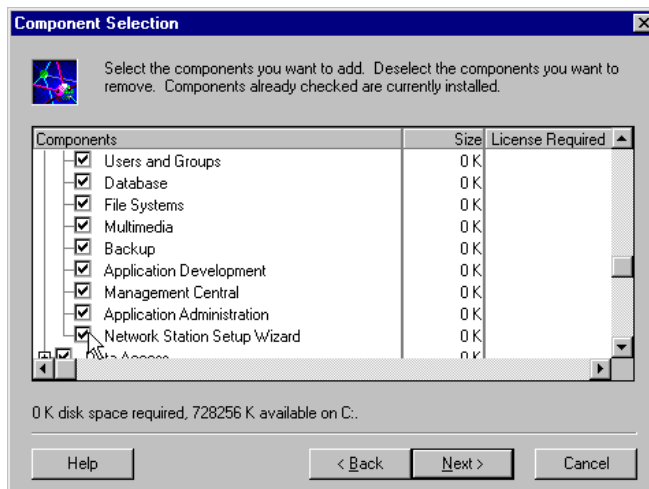 Component Selection
Select the components you want to add. Deselect the components you want to
remove. Components already checked are currently installed.
Components Size License Required
Users and Groups 0 K
Database 0 K
File Systems 0 K
Multimedia 0 K
Backup 0 K
Application Development 0 K
Management Central 0 K
Application Administration 0 K
Network Station Setup Wizard 0 K
Data Access 0 K
0 K disk space required, 728256 K available on C:.
Help < Back Next > Cancel